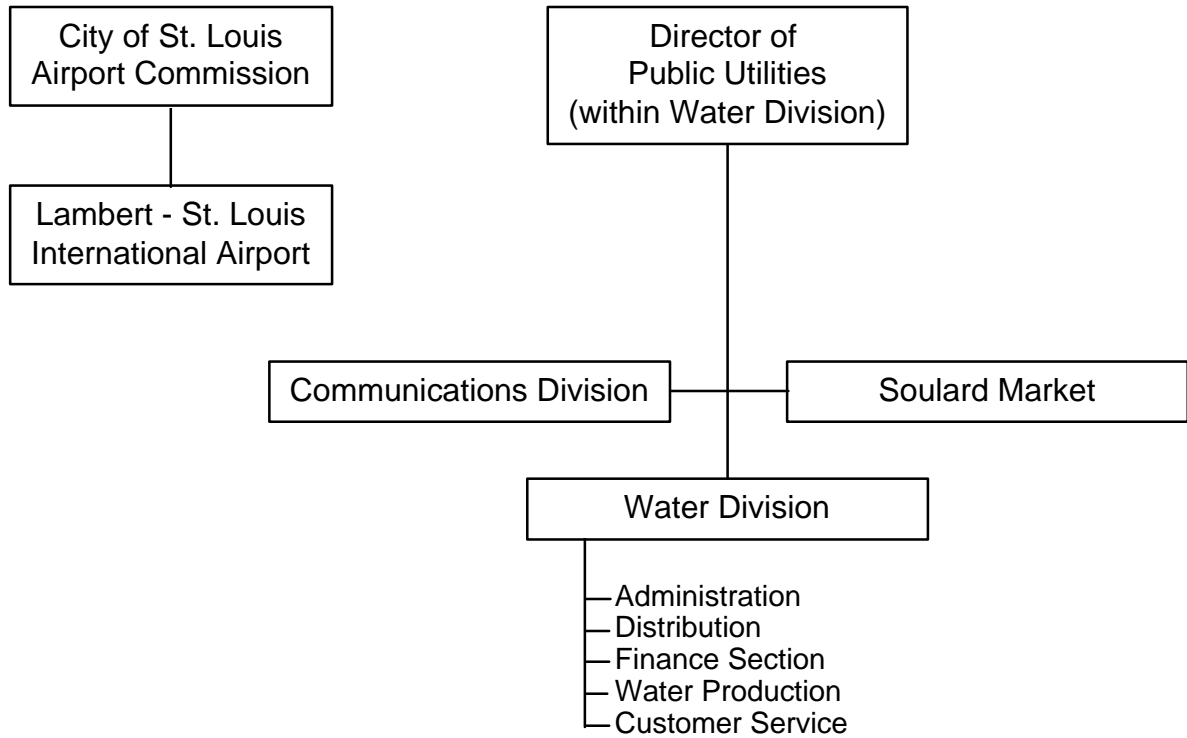 City of St. Louis
Airport Commission
Lambert - St. Louis
International Airport
Director of
Public Utilities
(within Water Division)
Communications Division
Soulard Market
Water Division
Administration
Distribution
Finance Section
Water Production
Customer Service